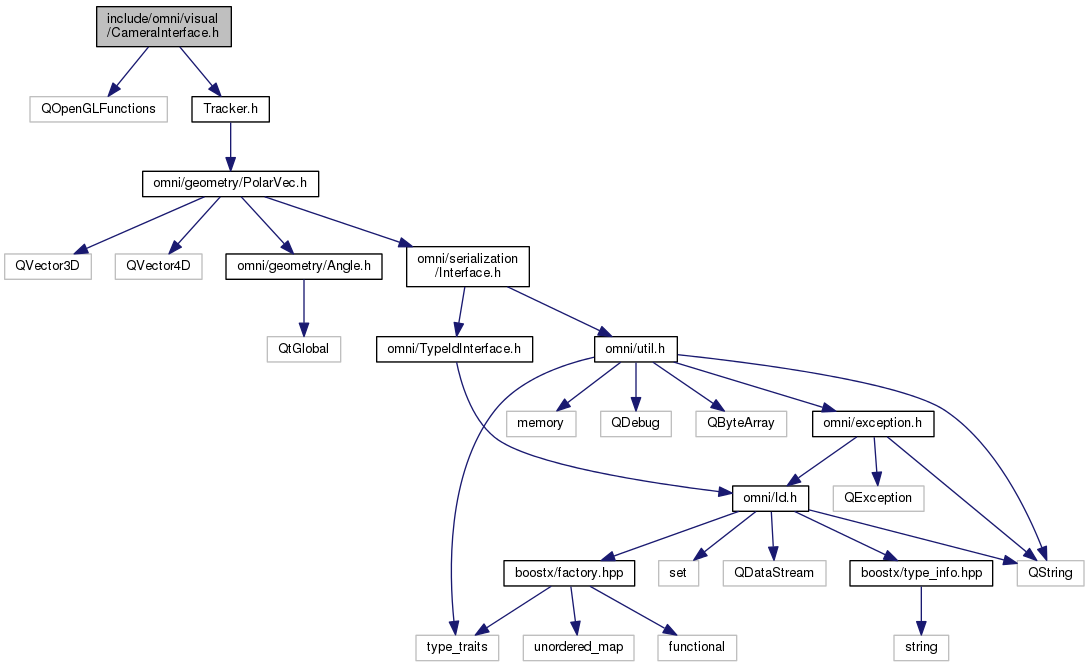 include/omni/visual
/CameraInterface.h
QOpenGLFunctions
Tracker.h
omni/geometry/PolarVec.h
QVector3D
QVector4D
omni/geometry/Angle.h
omni/serialization
/Interface.h
QtGlobal
omni/TypeIdInterface.h
omni/util.h
memory
QDebug
QByteArray
omni/exception.h
omni/Id.h
QException
boostx/factory.hpp
set
QDataStream
boostx/type_info.hpp
QString
type_traits
unordered_map
functional
string